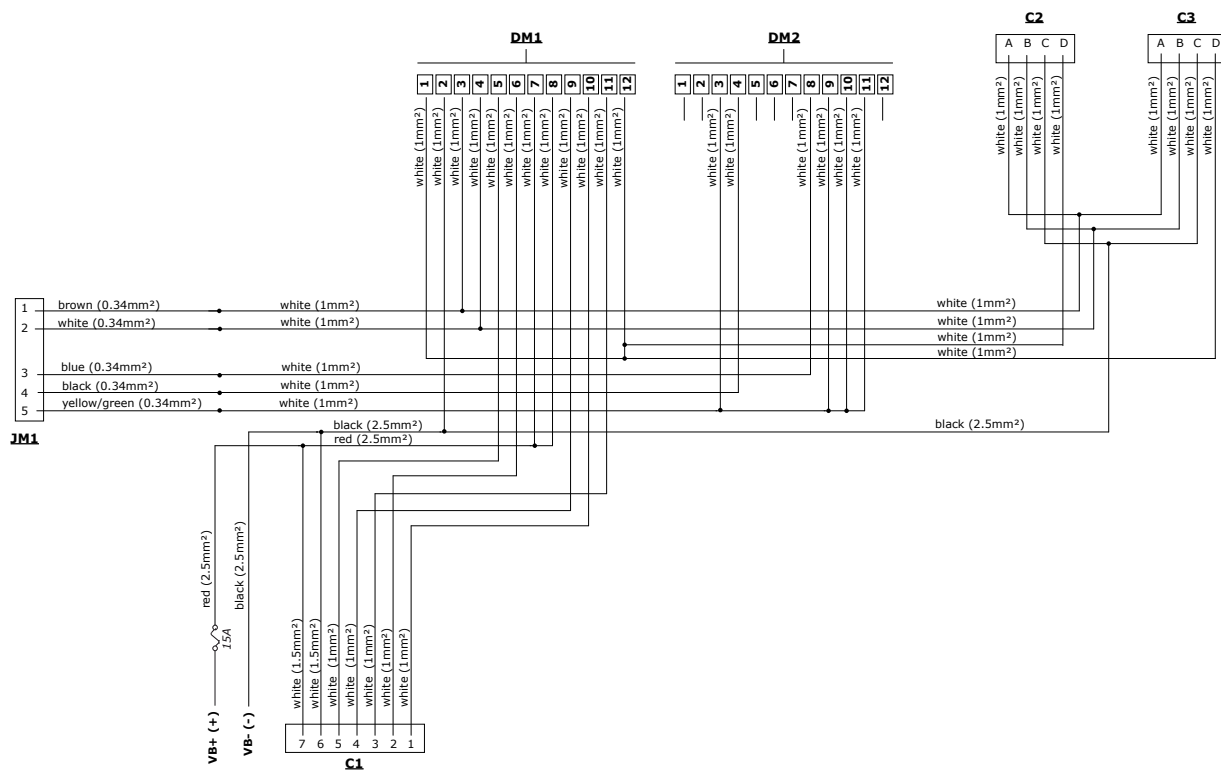 C2
C3
DM1
DM2
A B C D
A B C D
1 2 3 4 5 6 7 8 9 10 11 12
1 2 3 4 5 6 7 8 9 10 11 12
white (1mm²) white (1mm²) white (1mm²) white (1mm²)
white (1mm²) white (1mm²) white (1mm²) white (1mm²)
white (1mm²) white (1mm²) white (1mm²) white (1mm²) white (1mm²) white (1mm²) white (1mm²) white (1mm²) white (1mm²) white (1mm²) white (1mm²) white (1mm²)
white (1mm²) white (1mm²) white (1mm²) white (1mm²) white (1mm²) white (1mm²)
1 brown (0.34mm²) white (1mm²) white (1mm²)
2 white (0.34mm²) white (1mm²) white (1mm²)
white (1mm²)
white (1mm²)
3 blue (0.34mm²) white (1mm²)
4 black (0.34mm²) white (1mm²)
5 yellow/green (0.34mm²) white (1mm²)
JM1
black (2.5mm²) black (2.5mm²)
red (2.5mm²)
red (2.5mm²)
black (2.5mm²)
15A
white (1.5mm²) white (1.5mm²) white (1mm²) white (1mm²) white (1mm²) white (1mm²) white (1mm²)
VB+ (+)
VB- (-)
7 6 5 4 3 2 1
C1